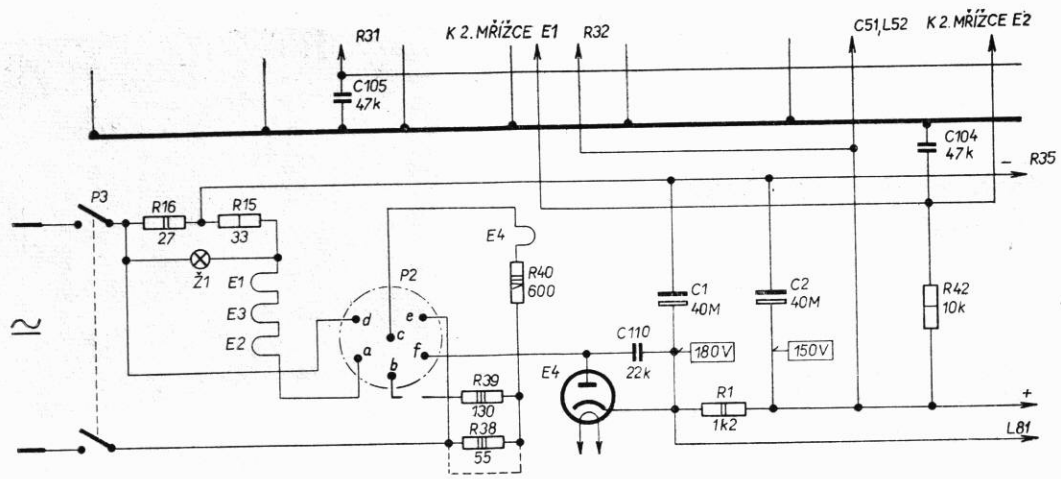 R31
K 2. MŘÍŽCE E1
R32
C51, L52
K 2. MŘÍŽCE E2
C105
47k
C104
47k
− R35
P3
R16
27
R15
33
Ž1
E1
E3
E2
P2
d
e
c
a
f
b
E4
R40
600
R39
130
R38
55
C110
22k
E4
C1
40M
180V
C2
40M
150V
R42
10k
R1
1k2
+
L81